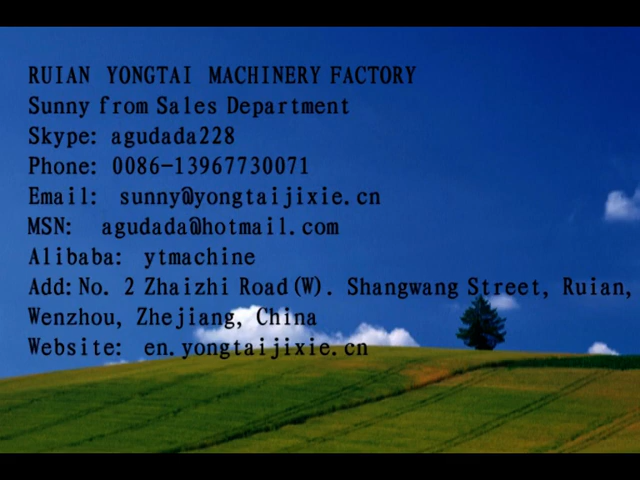 RUIAN YONGTAI MACHINERY FACTORY
Sunny from Sales Department
Skype: agudada228
Phone: 0086-13967730071
Email: sunny@yongtaijixie.cn
MSN: agudada@hotmail.com
Alibaba: ytmachine
Add:No. 2 Zhaizhi Road(W). Shangwang Street, Ruian,
Wenzhou, Zhejiang, China
Website: en.yongtaijixie.cn